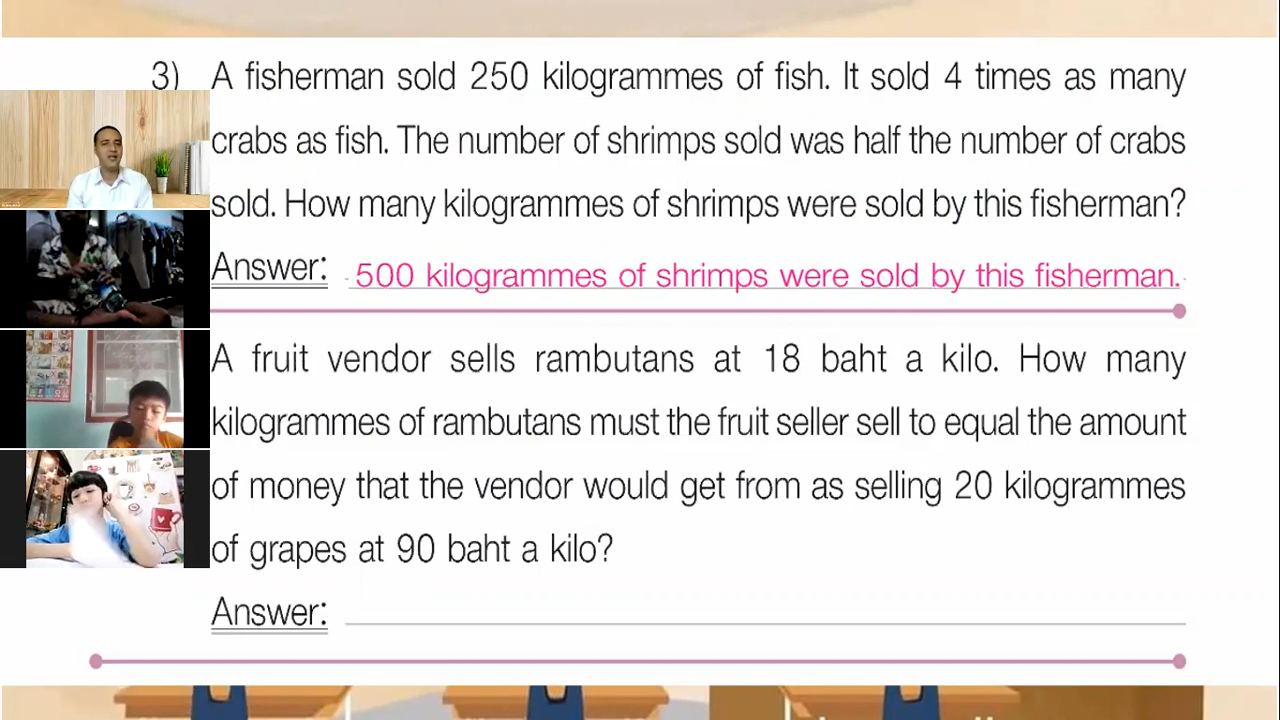 3) A fisherman sold 250 kilogrammes of fish. It sold 4 times as many
crabs as fish. The number of shrimps sold was half the number of crabs
sold. How many kilogrammes of shrimps were sold by this fisherman?
Answer: 500 kilogrammes of shrimps were sold by this fisherman.
A fruit vendor sells rambutans at 18 baht a kilo. How many
kilogrammes of rambutans must the fruit seller sell to equal the amount
of money that the vendor would get from as selling 20 kilogrammes
of grapes at 90 baht a kilo?
Answer: